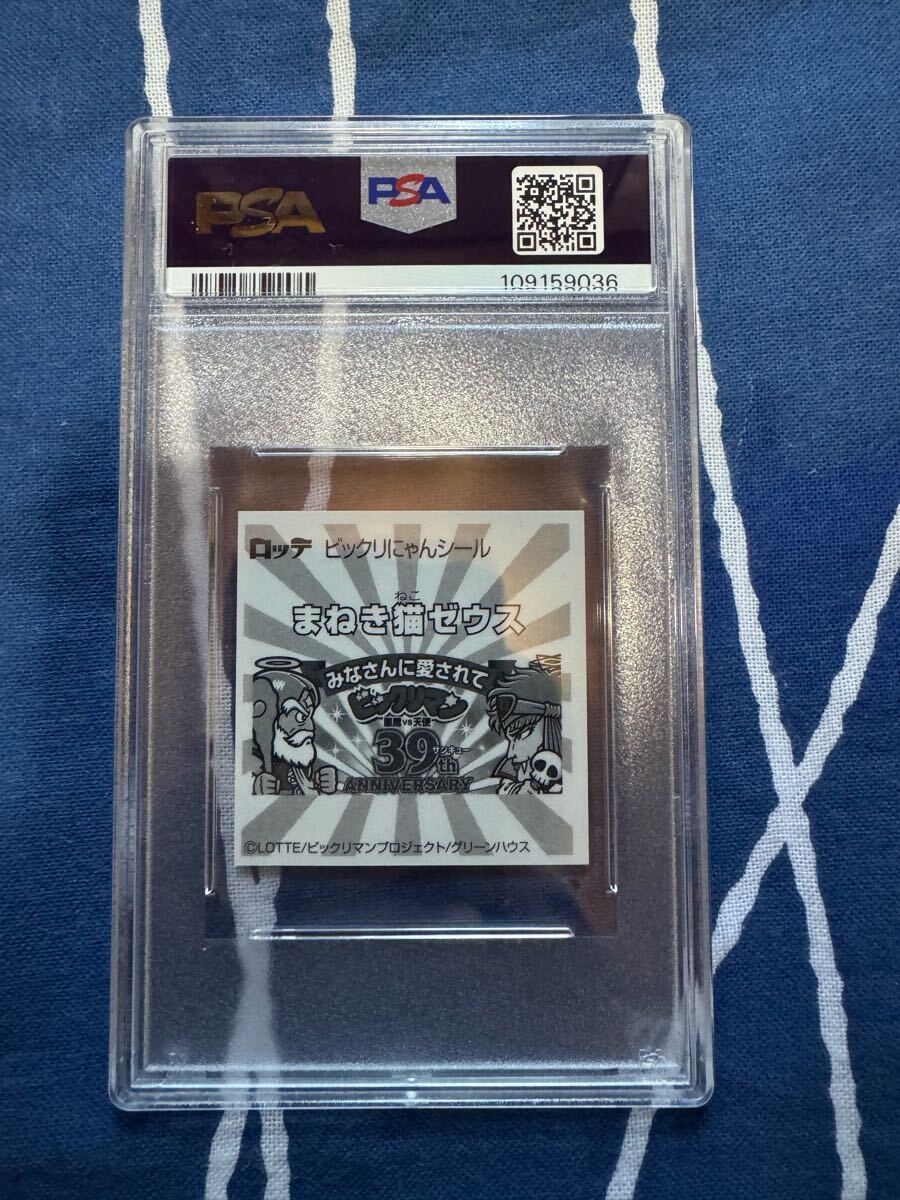 PSA
PSA
109159036
ロッテ ビックリにゃんシール
ねこ
まねき猫ゼウス
みなさんに愛されて
ビックリマン
悪魔VS天使
サンキュー
39th
ANNIVERSARY
©LOTTE/ビックリマンプロジェクト/グリーンハウス